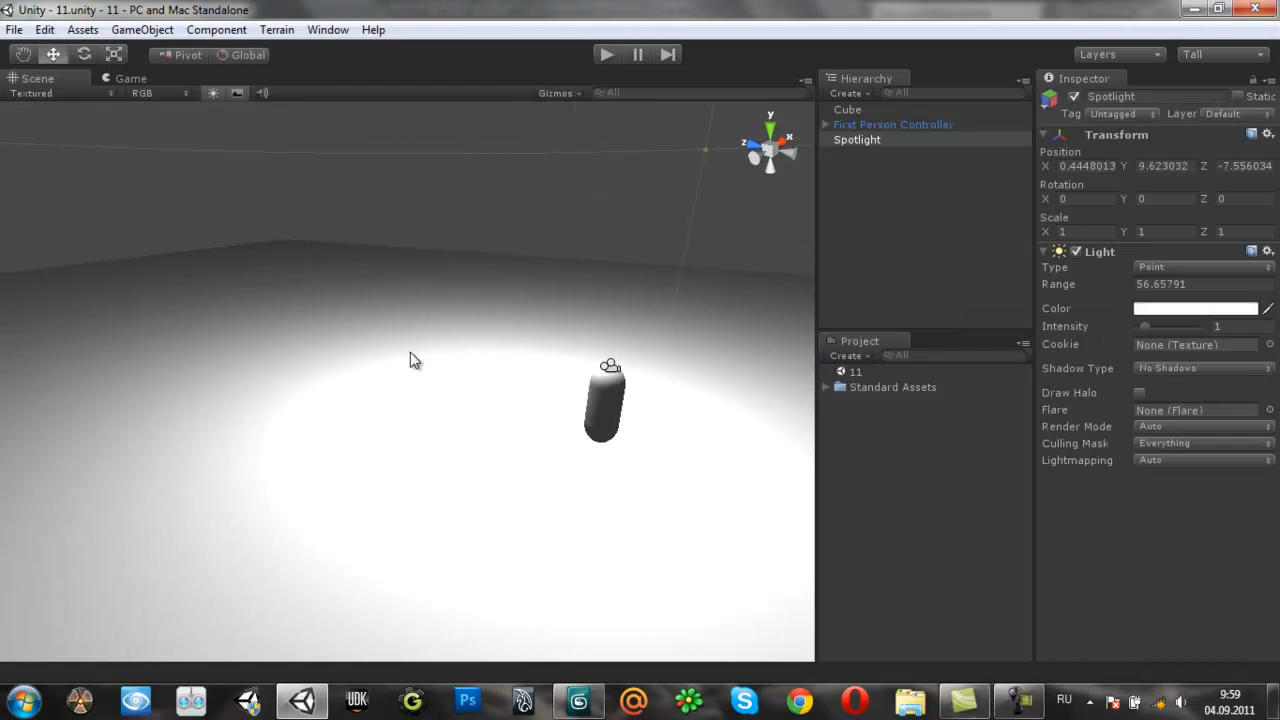 Unity - 11.unity - 11 - PC and Mac Standalone
File Edit Assets GameObject Component Terrain Window Help
Pivot Global Layers Tall
Scene Game
Textured RGB Gizmos All
Hierarchy
Create All
Cube
First Person Controller
Spotlight
Project
Create All
11
Standard Assets
Inspector
Spotlight Static
Tag Untagged Layer Default
Transform
Position
X 0.4448013 Y 9.623032 Z -7.556034
Rotation
X 0 Y 0 Z 0
Scale
X 1 Y 1 Z 1
Light
Type Point
Range 56.65791
Color
Intensity 1
Cookie None (Texture)
Shadow Type No Shadows
Draw Halo
Flare None (Flare)
Render Mode Auto
Culling Mask Everything
Lightmapping Auto
y
x
z
UDK
G
Ps
RU
9:59
04.09.2011